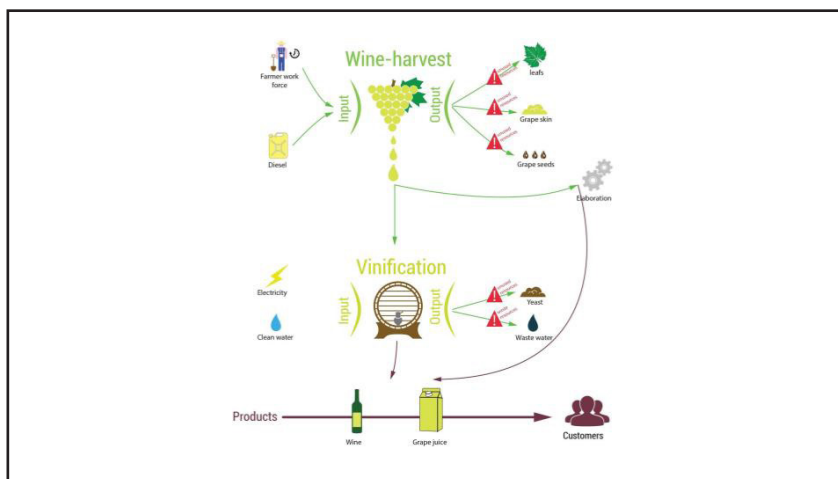 Wine-harvest
Farmer work
force
Input
Output
leafs
Grape skin
Diesel
Grape seeds
Elaboration
Vinification
Electricity
Input
Output
Yeast
Clean water
Waste water
Products
Wine
Grape juice
Customers